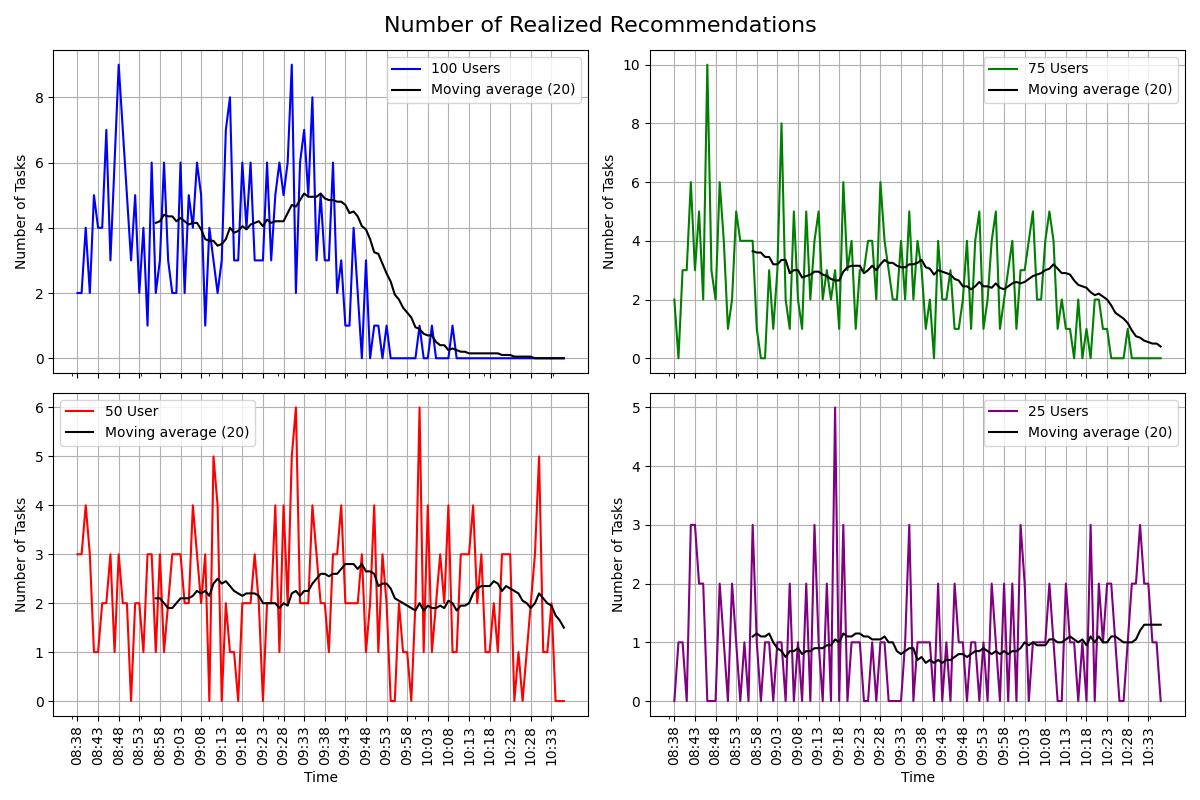 Number of Realized Recommendations
Number of Tasks
8
6
4
2
0
100 Users
Moving average (20)
Number of Tasks
10
8
6
4
2
0
75 Users
Moving average (20)
Number of Tasks
6
5
4
3
2
1
0
50 User
Moving average (20)
08:38 08:43 08:48 08:53 08:58 09:03 09:08 09:13 09:18 09:23 09:28 09:33 09:38 09:43 09:48 09:58 10:03 10:08 10:13 10:18 10:23 10:28 10:33
Time
Number of Tasks
5
4
3
2
1
0
25 Users
Moving average (20)
08:38 08:43 08:48 08:53 08:58 09:03 09:08 09:13 09:18 09:23 09:28 09:33 09:38 09:43 09:48 09:53 09:58 10:03 10:08 10:13 10:18 10:23 10:28 10:33
Time